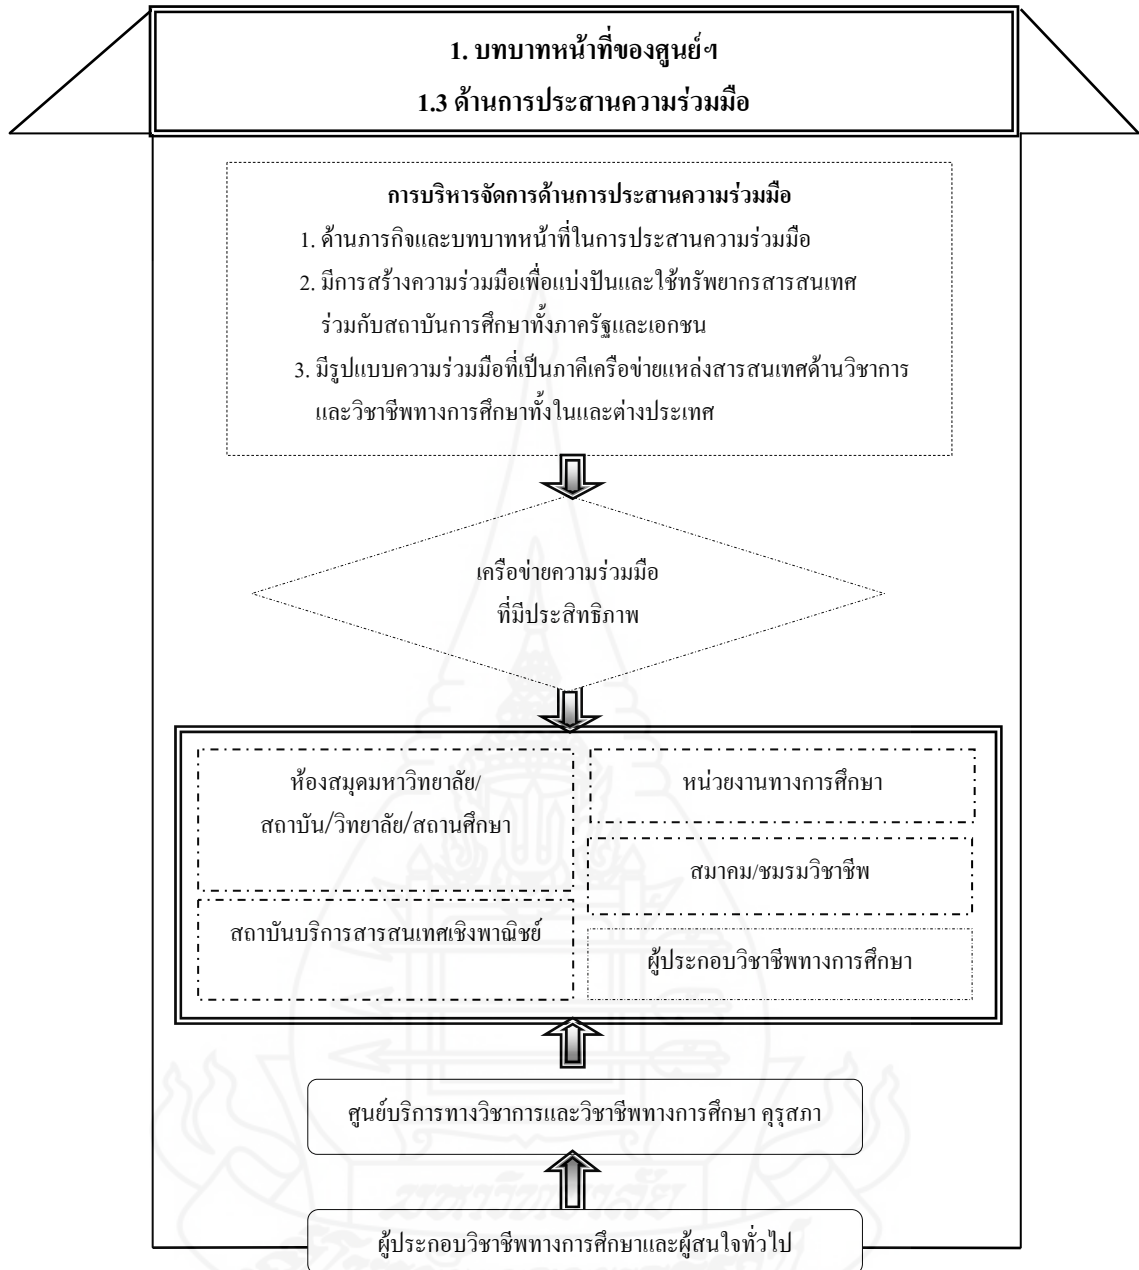 1. บทบาทหน้าที่ของศูนย์ฯ
1.3 ด้านการประสานความร่วมมือ
การบริหารจัดการด้านการประสานความร่วมมือ
1. ด้านภารกิจและบทบาทหน้าที่ในการประสานความร่วมมือ
2. มีการสร้างความร่วมมือเพื่อแบ่งปันและใช้ทรัพยากรสารสนเทศ
ร่วมกับสถาบันการศึกษาทั้งภาครัฐและเอกชน
3. มีรูปแบบความร่วมมือที่เป็นภาคีเครือข่ายแหล่งสารสนเทศด้านวิชาการ
และวิชาชีพทางการศึกษาทั้งในและต่างประเทศ
เครือข่ายความร่วมมือ
ที่มีประสิทธิภาพ
ห้องสมุดมหาวิทยาลัย/
สถาบัน/วิทยาลัย/สถานศึกษา
สถาบันบริการสารสนเทศเชิงพาณิชย์
หน่วยงานทางการศึกษา
สมาคม/ชมรมวิชาชีพ
ผู้ประกอบวิชาชีพทางการศึกษา
ศูนย์บริการทางวิชาการและวิชาชีพทางการศึกษา คุรุสภา
มหาวิทยาลัย
ผู้ประกอบวิชาชีพทางการศึกษาและผู้สนใจทั่วไป